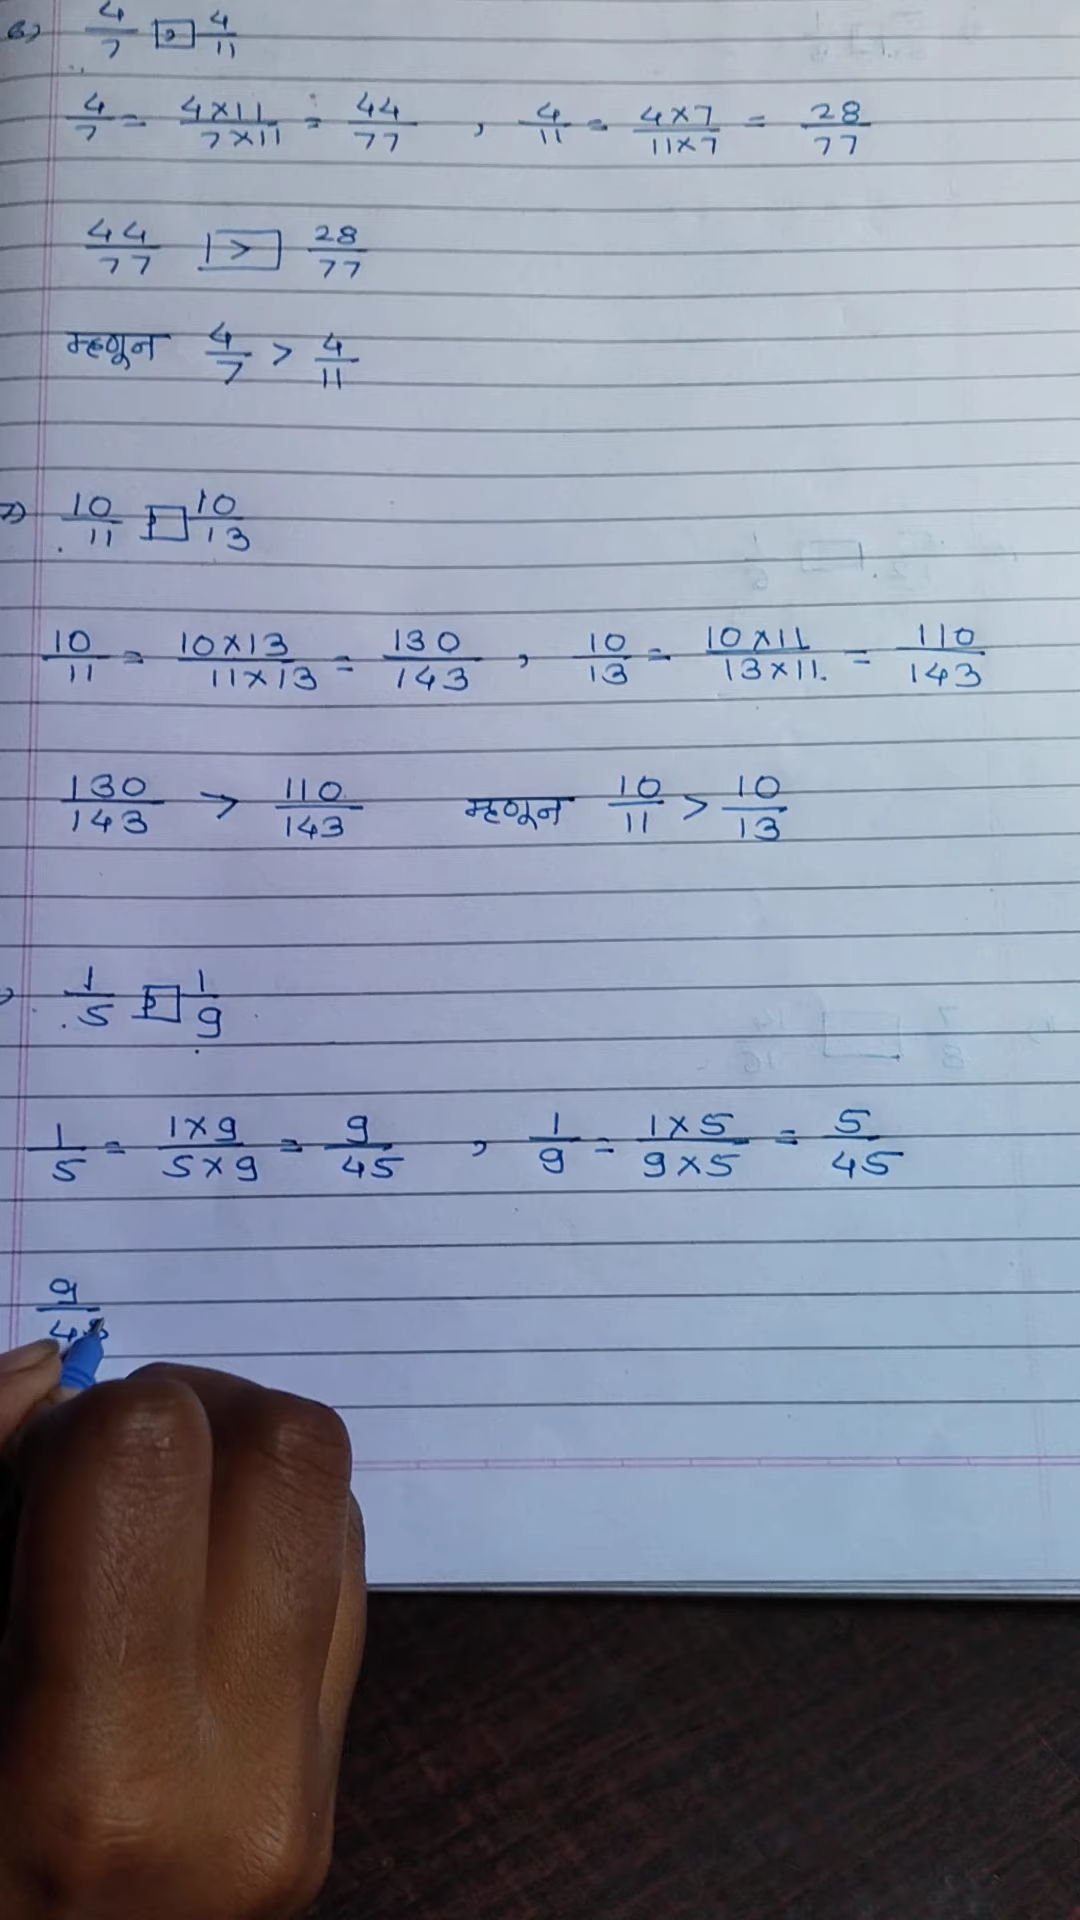 6) 4/7 □ 4/11
4/7 = 4×11/7×11 = 44/77 , 4/11 = 4×7/11×7 = 28/77
44/77 > 28/77
म्हणून 4/7 > 4/11
7) 10/11 □ 10/13
10/11 = 10×13/11×13 = 130/143 , 10/13 = 10×11/13×11 = 110/143
130/143 > 110/143 म्हणून 10/11 > 10/13
1/5 □ 1/9
1/5 = 1×9/5×9 = 9/45 , 1/9 = 1×5/9×5 = 5/45
9/45